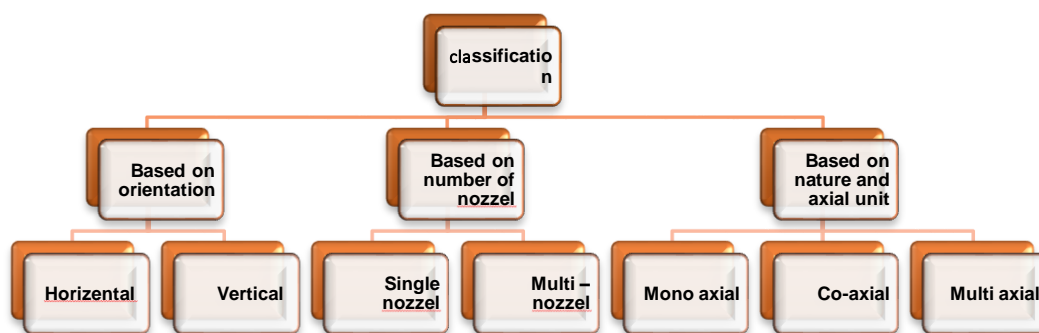 classificatio
n
Based on
orientation
Based on
number of
nozzel
Based on
nature and
axial unit
Horizental
Vertical
Single
nozzel
Multi –
nozzel
Mono axial
Co-axial
Multi axial